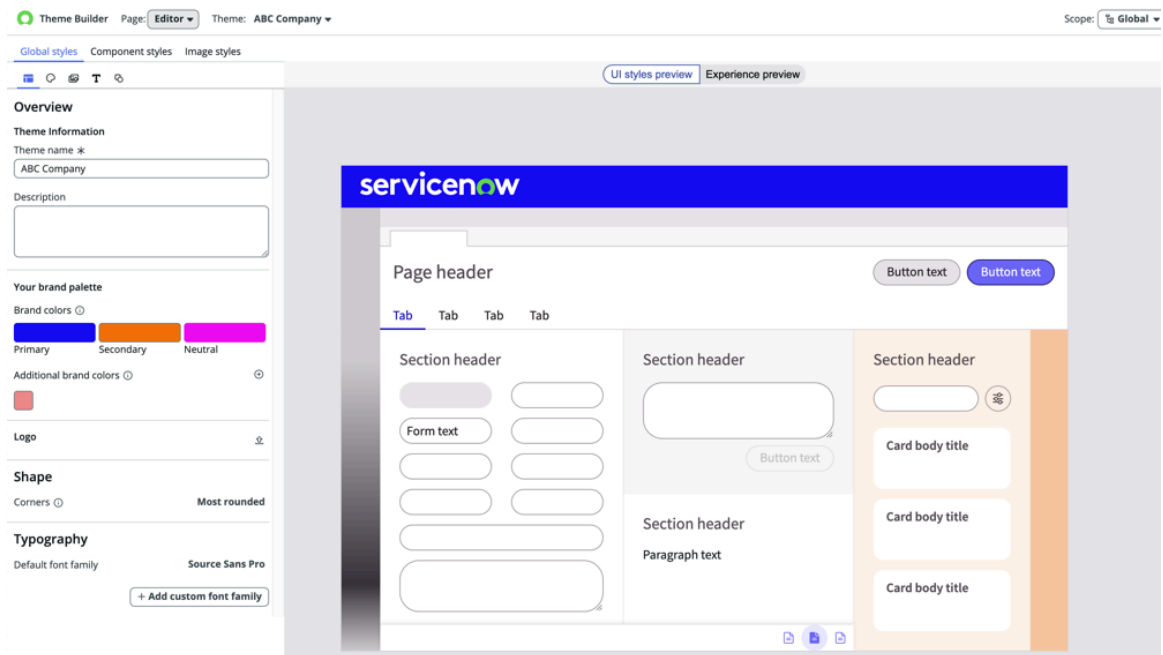 Theme Builder Page: Editor Theme: ABC Company Scope: Global
Global styles Component styles Image styles
UI styles preview Experience preview
Overview
Theme Information
Theme name *
ABC Company
Description
Your brand palette
Brand colors
Primary Secondary Neutral
Additional brand colors
Logo
Shape
Corners Most rounded
Typography
Default font family Source Sans Pro
+ Add custom font family
servicenow
Page header Button text Button text
Tab Tab Tab Tab
Section header
Form text
Section header
Button text
Section header
Paragraph text
Section header
Card body title
Card body title
Card body title